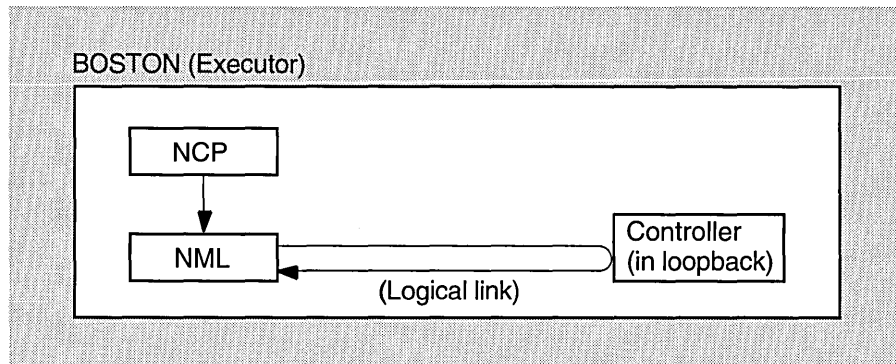 BOSTON (Executor)
NCP
NML
Controller
(in loopback)
(Logical link)